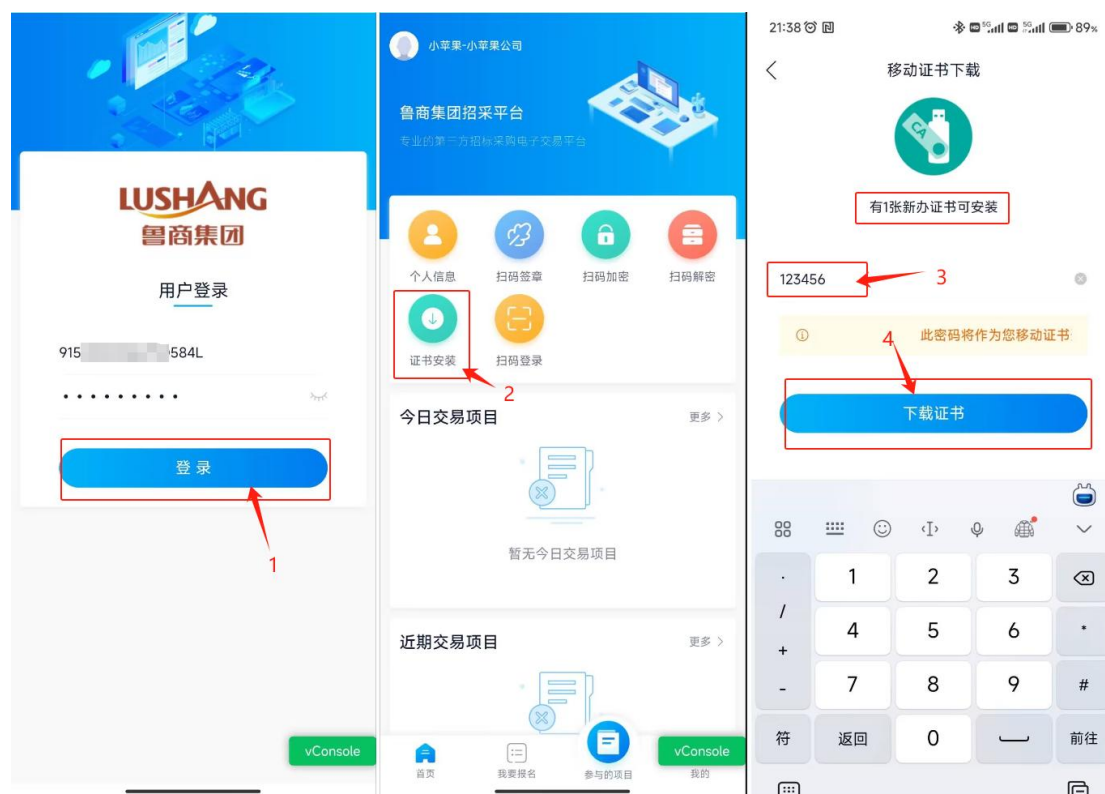 LUSHANG
鲁商集团
用户登录
915 584L
登录
1
vConsole
小苹果-小苹果公司
鲁商集团招采平台
专业的第三方招标采购电子交易平台
个人信息
扫码签章
扫码加密
扫码解密
证书安装
扫码登录
2
今日交易项目
更多 >
暂无今日交易项目
近期交易项目
更多 >
vConsole
首页
我要报名
参与的项目
我的
21:38
5G
5G
89%
移动证书下载
CA
有1张新办证书可安装
123456
3
此密码将作为您移动证书
4
下载证书
·
1
2
3
/
4
5
6
*
+
-
7
8
9
#
符
返回
0
前往